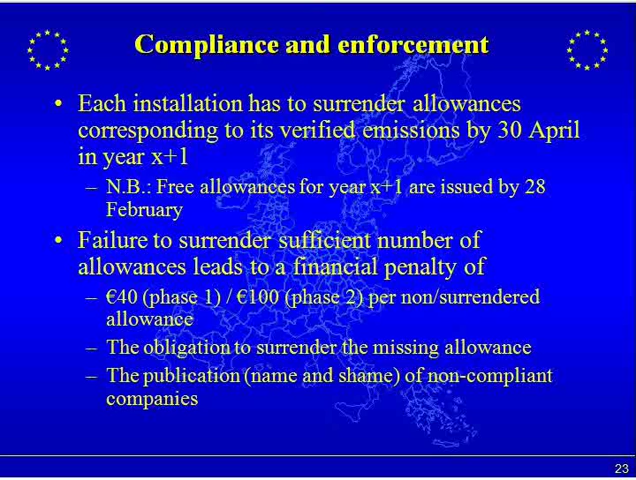 Compliance and enforcement
• Each installation has to surrender allowances
corresponding to its verified emissions by 30 April
in year x+1
– N.B.: Free allowances for year x+1 are issued by 28
February
• Failure to surrender sufficient number of
allowances leads to a financial penalty of
– €40 (phase 1) / €100 (phase 2) per non/surrendered
allowance
– The obligation to surrender the missing allowance
– The publication (name and shame) of non-compliant
companies
23